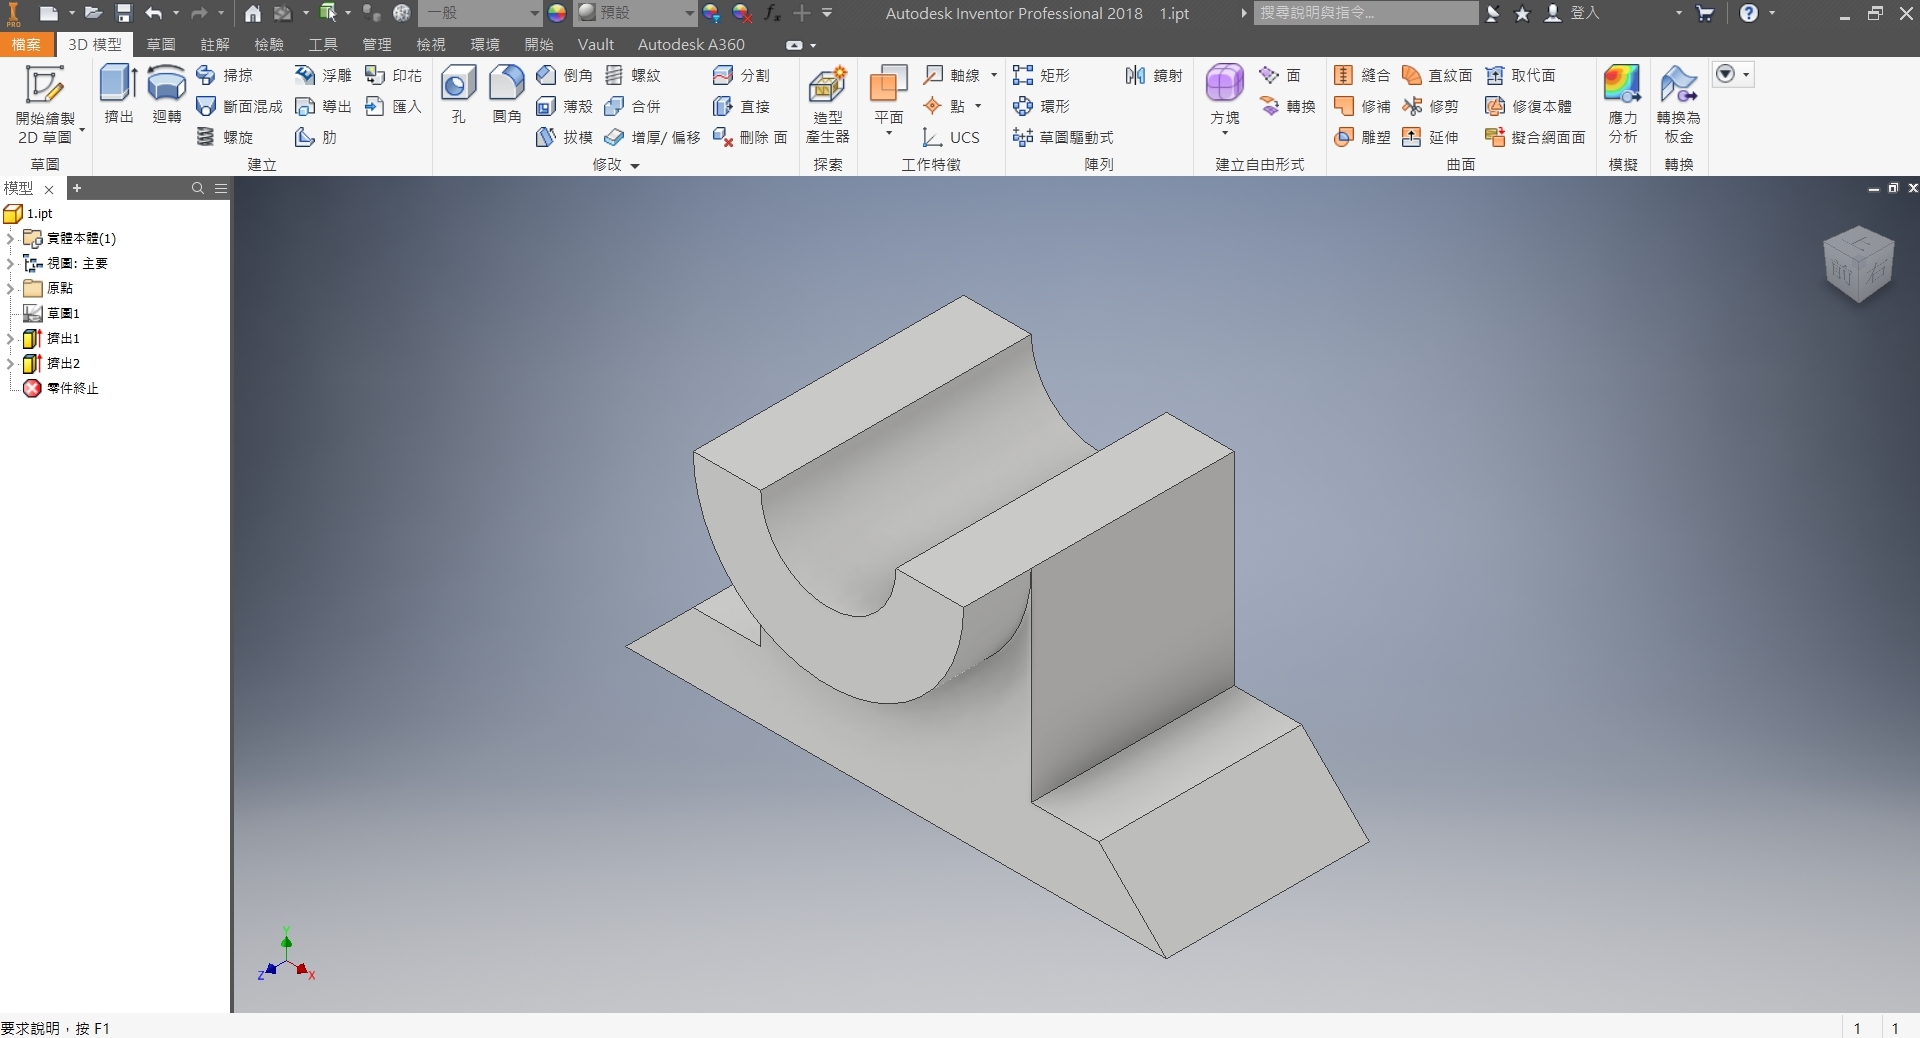 PRO
一般
預設
fx
Autodesk Inventor Professional 2018 1.ipt
搜尋說明與指令...
登入
檔案 3D 模型 草圖 註解 檢驗 工具 管理 檢視 環境 開始 Vault Autodesk A360
開始繪製
2D 草圖
草圖
擠出 迴轉
掃掠 浮雕 印花
斷面混成 導出 匯入
螺旋 肋
建立
孔 圓角
倒角 螺紋 分割
薄殼 合併 直接
拔模 增厚/ 偏移 刪除 面
修改
造型
產生器
探索
平面
軸線
點
UCS
工作特徵
矩形 鏡射
環形
草圖驅動式
陣列
方塊
面
轉換
建立自由形式
縫合 直紋面 取代面
修補 修剪 修復本體
雕塑 延伸 擬合網面面
曲面
應力
分析
模擬
轉換為
板金
轉換
模型
1.ipt
實體本體(1)
視圖: 主要
原點
草圖1
擠出1
擠出2
零件終止
上
前 右
Y
Z X
要求說明，按 F1
1 1